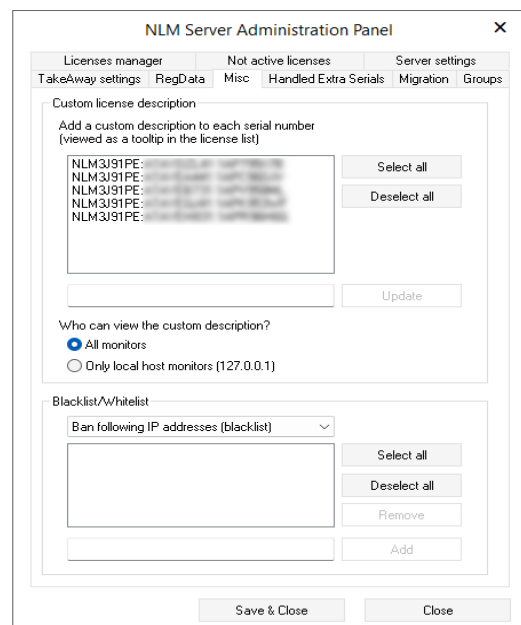 NLM Server Administration Panel
Licenses manager
Not active licenses
Server settings
TakeAway settings
RegData
Misc
Handled Extra Serials
Migration
Groups
Custom license description
Add a custom description to each serial number
(viewed as a tooltip in the license list)
NLM3J91PE:
NLM3J91PE:
NLM3J91PE:
NLM3J91PE:
NLM3J91PE:
Select all
Deselect all
Update
Who can view the custom description?
All monitors
Only local host monitors (127.0.0.1)
Blacklist/Whitelist
Ban following IP addresses (blacklist)
Select all
Deselect all
Remove
Add
Save & Close
Close